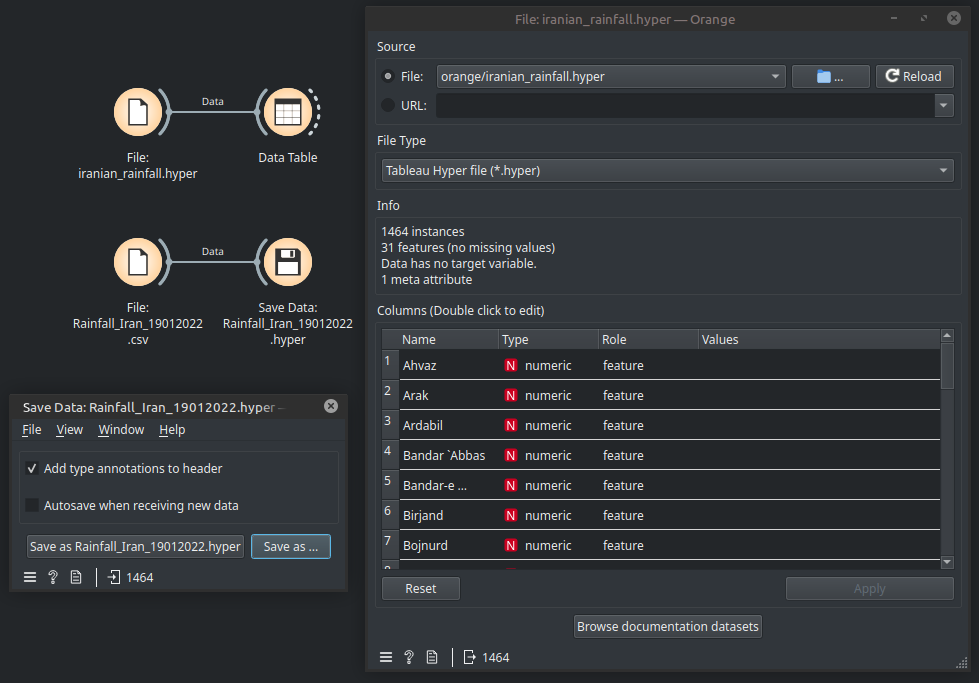 Data
File:
iranian_rainfall.hyper
Data Table
Data
File:
Rainfall_Iran_19012022
.csv
Save Data:
Rainfall_Iran_19012022
.hyper
Save Data: Rainfall_Iran_19012022.hyper –
File View Window Help
Add type annotations to header
Autosave when receiving new data
Save as Rainfall_Iran_19012022.hyper Save as ...
1464
File: iranian_rainfall.hyper — Orange
Source
File: orange/iranian_rainfall.hyper ... Reload
URL:
File Type
Tableau Hyper file (*.hyper)
Info
1464 instances
31 features (no missing values)
Data has no target variable.
1 meta attribute
Columns (Double click to edit)
Name Type Role Values
1 Ahvaz N numeric feature
2 Arak N numeric feature
3 Ardabil N numeric feature
4 Bandar `Abbas N numeric feature
5 Bandar-e ... N numeric feature
6 Birjand N numeric feature
7 Bojnurd N numeric feature
Reset Apply
Browse documentation datasets
1464